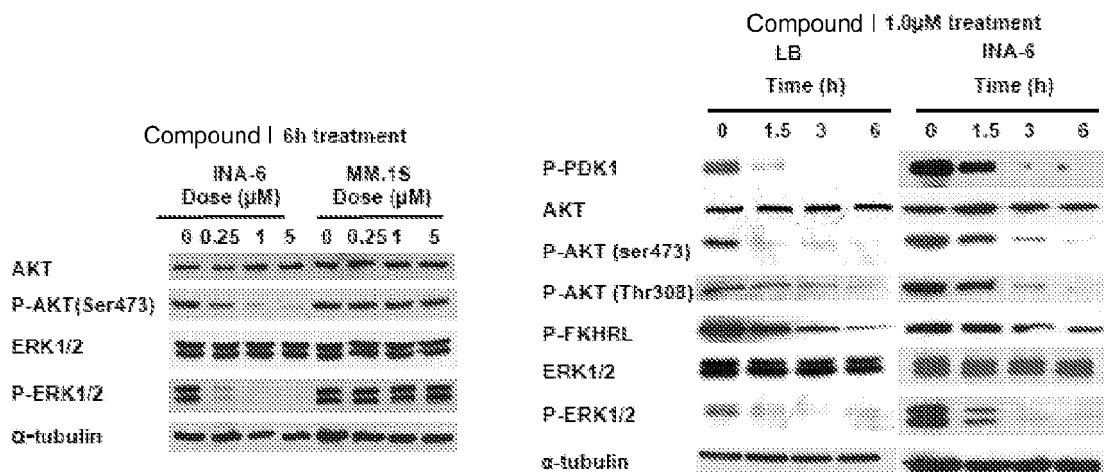 Compound I 6h treatment
INA-6 MM.1S
Dose (µM) Dose (µM)
0 0.25 1 5 0 0.25 1 5
AKT
P-AKT(Ser473)
ERK1/2
P-ERK1/2
α-tubulin
Compound I 1.0µM treatment
LB INA-6
Time (h) Time (h)
0 1.5 3 6 0 1.5 3 6
P-PDK1
AKT
P-AKT (ser473)
P-AKT (Thr308)
P-FKHRL
ERK1/2
P-ERK1/2
α-tubulin